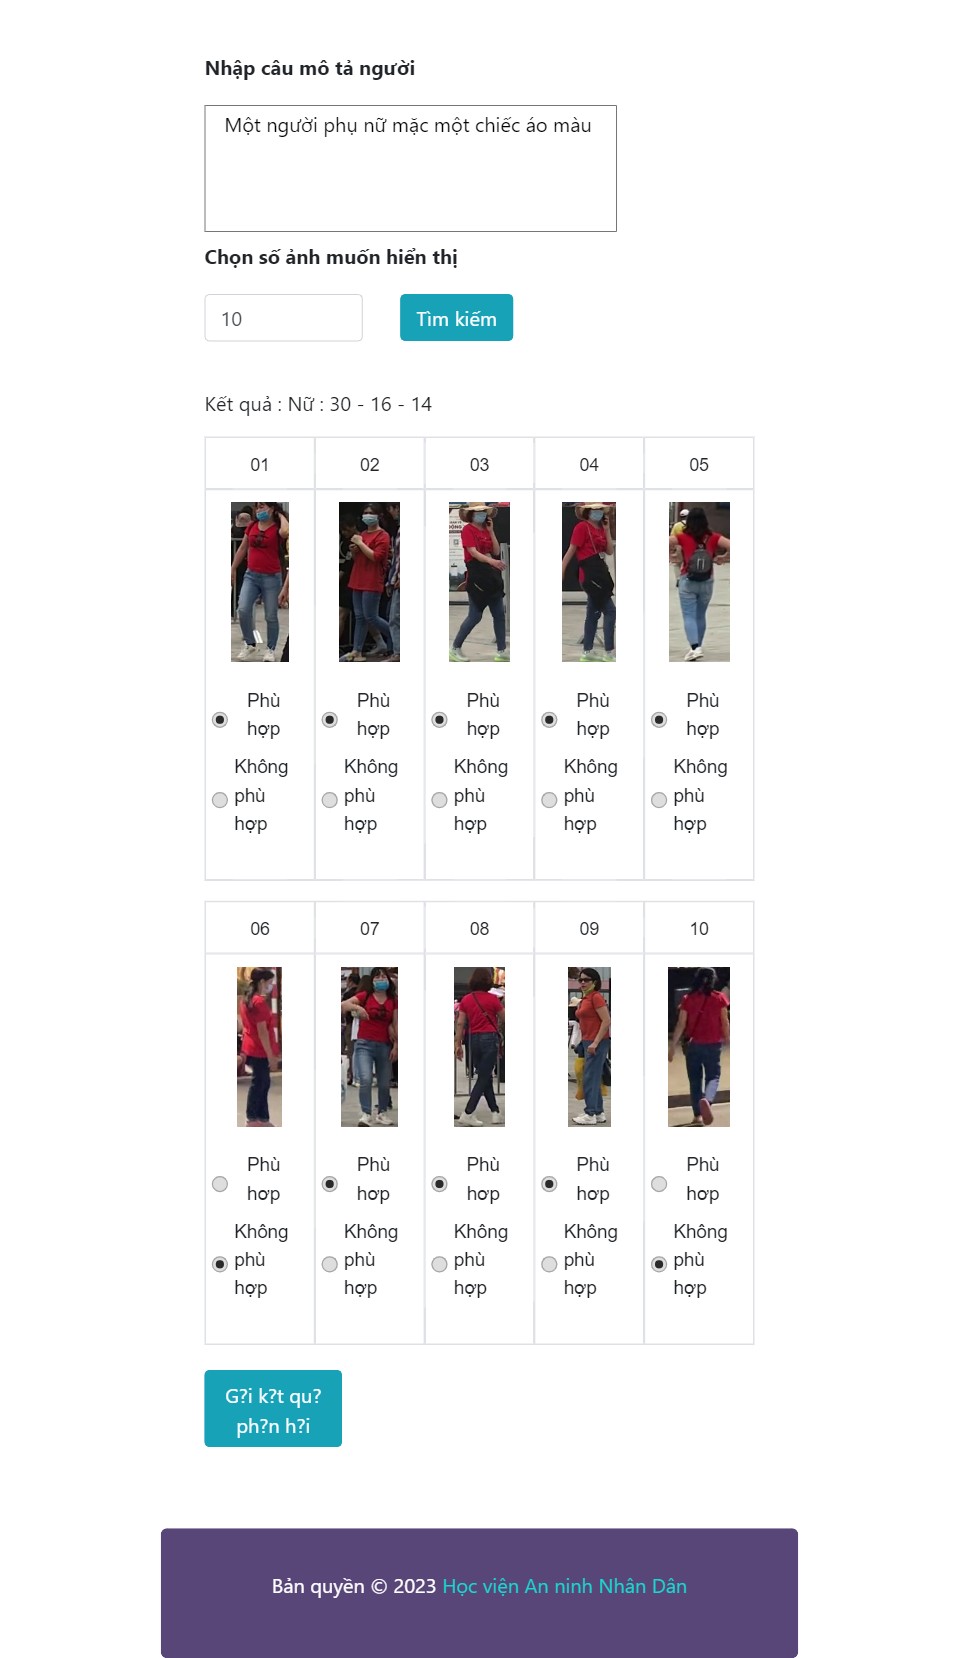 Nhập câu mô tả người
Một người phụ nữ mặc một chiếc áo màu
Chọn số ảnh muốn hiển thị
10 Tìm kiếm
Kết quả : Nữ : 30 - 16 - 14
01 02 03 04 05
Phù Phù Phù Phù Phù
hợp hợp hợp hợp hợp
Không Không Không Không Không
phù phù phù phù phù
hợp hợp hợp hợp hợp
06 07 08 09 10
Phù Phù Phù Phù Phù
hơp hơp hơp hơp hơp
Không Không Không Không Không
phù phù phù phù phù
hợp hợp hợp hợp hợp
G?i k?t qu?
ph?n h?i
Bản quyền © 2023 Học viện An ninh Nhân Dân